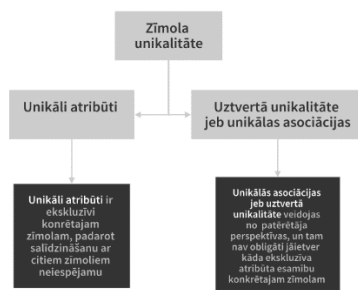 Zīmola
unikalitāte
Unikāli atribūti
Uztvertā unikalitāte
jeb unikālas asociācijas
Unikāli atribūti ir
ekskluzīvi
konrētajam
zīmolam, padarot
salīdzināšanu ar
citiem zīmoliem
neiespējamu
Unikālās asociācijas
jeb uztvertā
unikalitāte veidojas
no patērētāja
perspektīvas, un tam
nav obligāti jāietver
kāda ekskluzīva
atribūta esamību
konkrētajam zīmolam